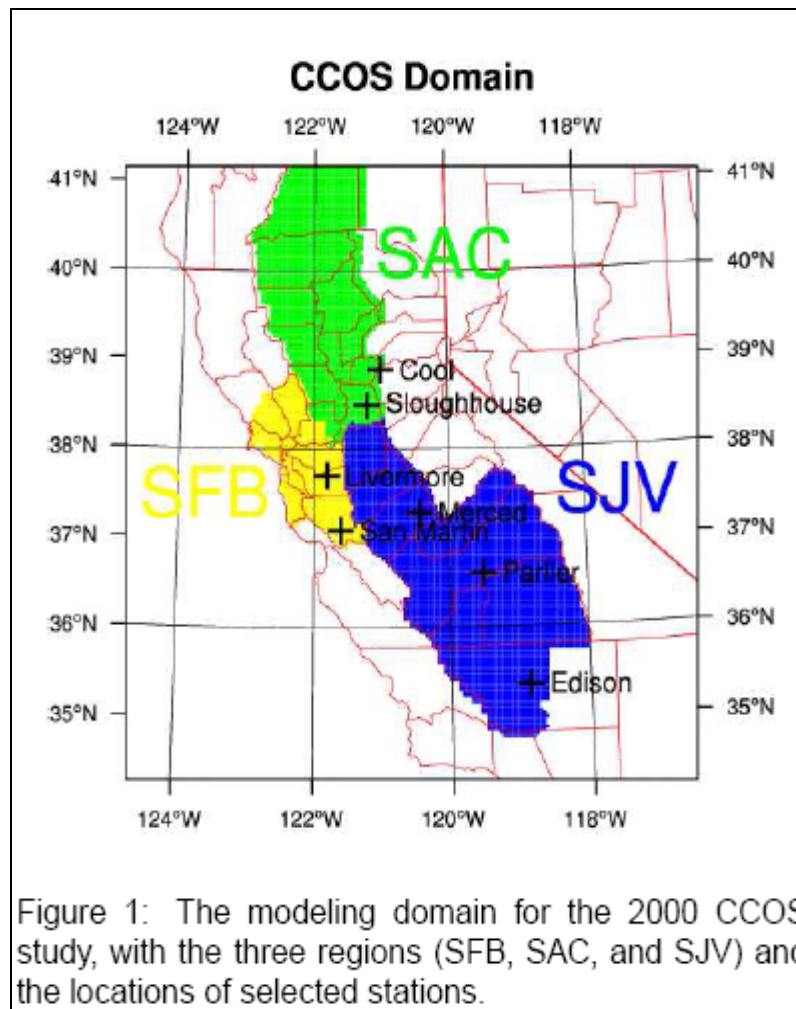 CCOS Domain
124°W 122°W 120°W 118°W
41°N 41°N
SAC
40°N 40°N
39°N 39°N
Cool
Sloughhouse
38°N 38°N
SFB Livermore SJV
Merced
37°N 37°N
San Martin
Parlier
36°N 36°N
Edison
35°N 35°N
124°W 122°W 120°W 118°W
Figure 1: The modeling domain for the 2000 CCOS
study, with the three regions (SFB, SAC, and SJV) and
the locations of selected stations.